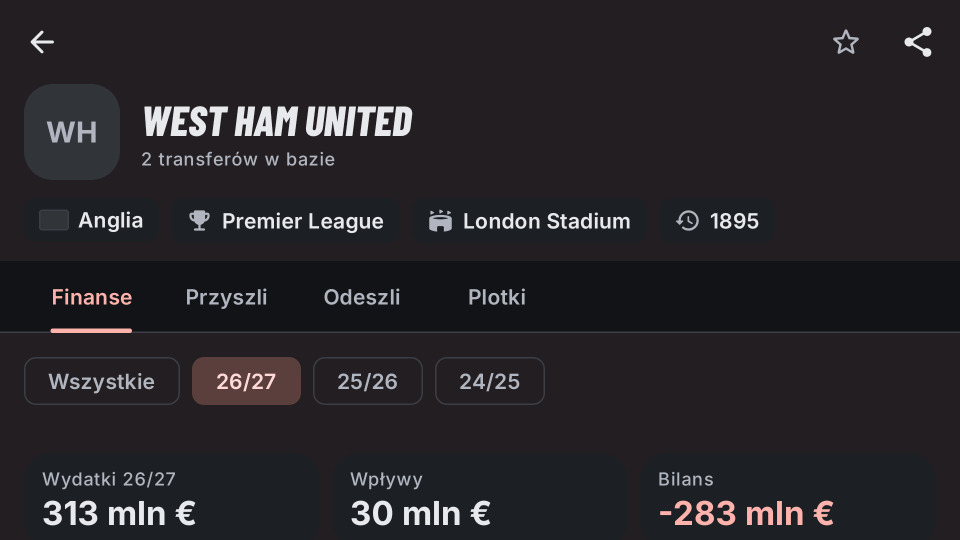 WH
WEST HAM UNITED
2 transferów w bazie
Anglia
Premier League
London Stadium
1895
Finanse
Przyszli
Odeszli
Plotki
Wszystkie
26/27
25/26
24/25
Wydatki 26/27
313 mln €
Wpływy
30 mln €
Bilans
-283 mln €